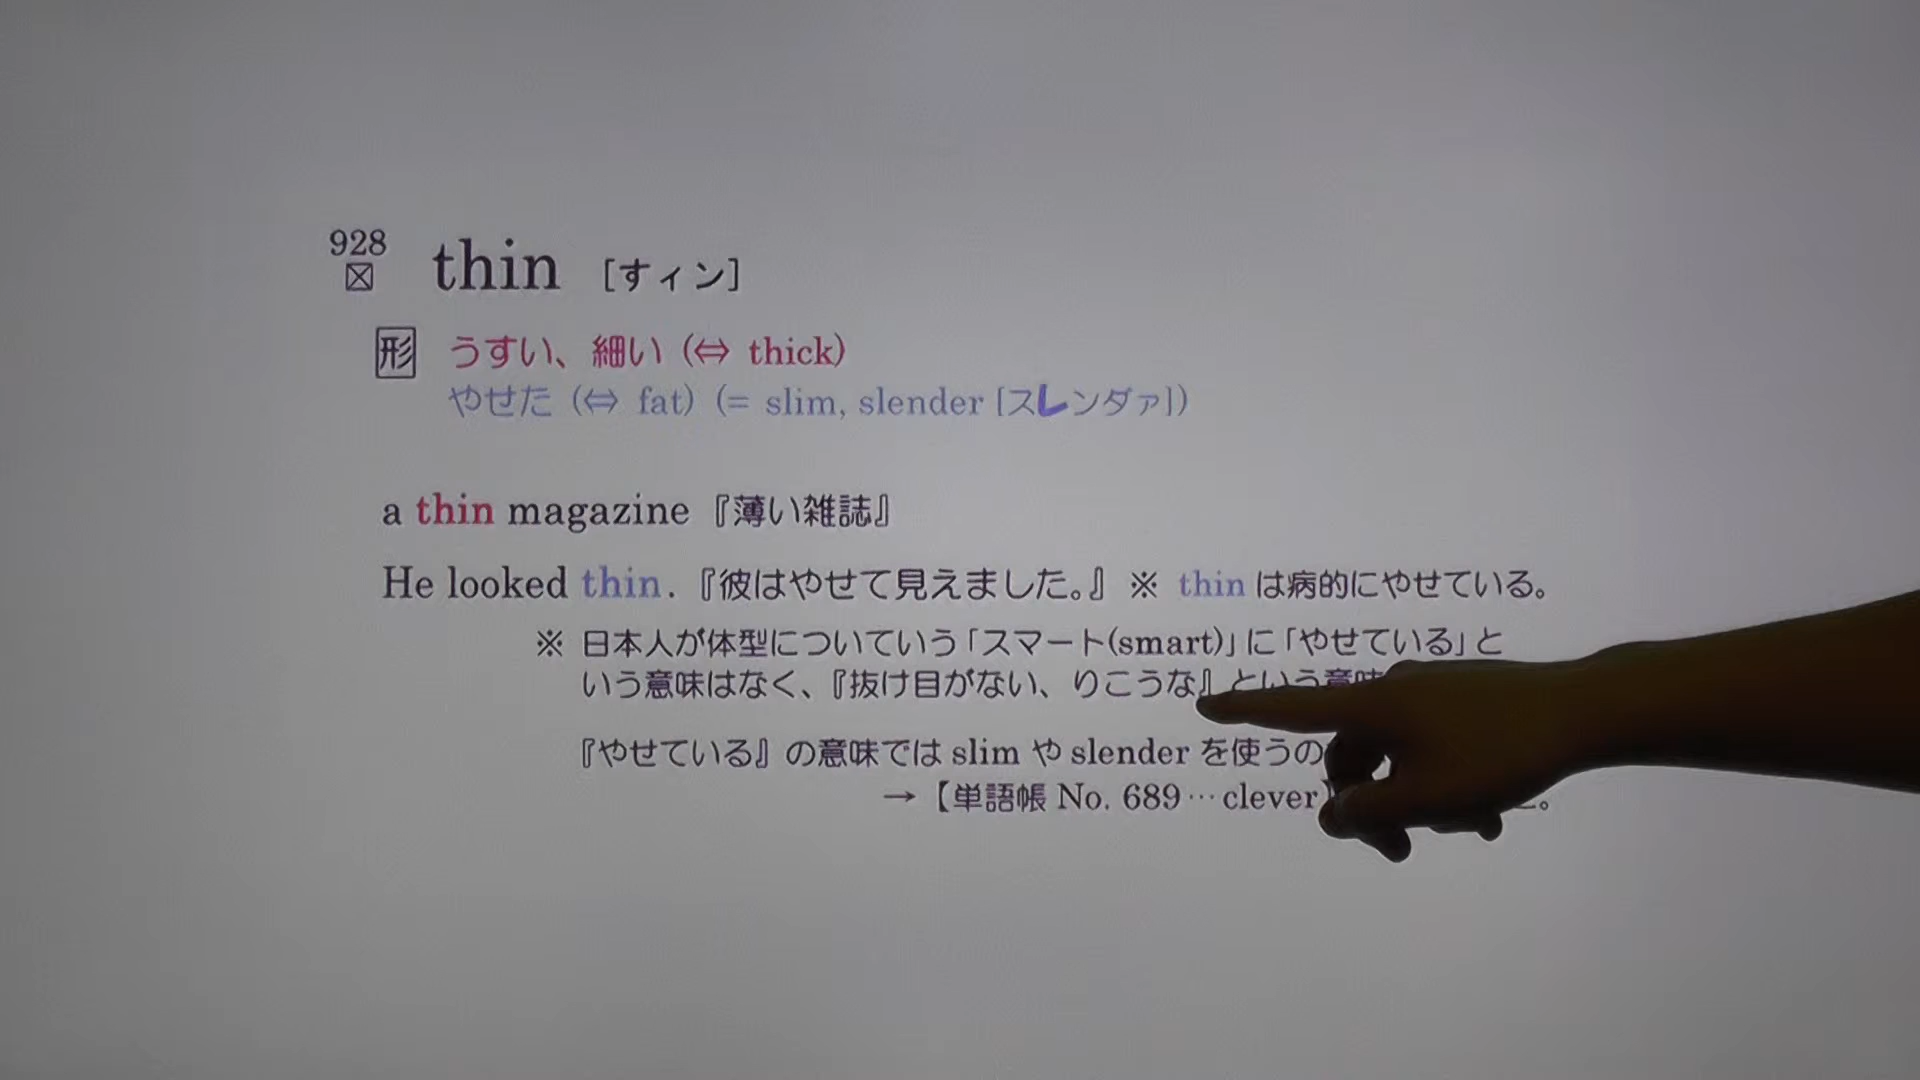 928
☒ thin [すィン]
形 うすい、細い (⇔ thick)
やせた (⇔ fat) (= slim, slender [スレンダァ])
a thin magazine 『薄い雑誌』
He looked thin. 『彼はやせて見えました。』 ※ thin は病的にやせている。
※ 日本人が体型についていう「スマート(smart)」に「やせている」と
いう意味はなく、『抜け目がない、りこうな』という意味
『やせている』の意味では slim や slender を使うの
→【単語帳 No. 689…clever】